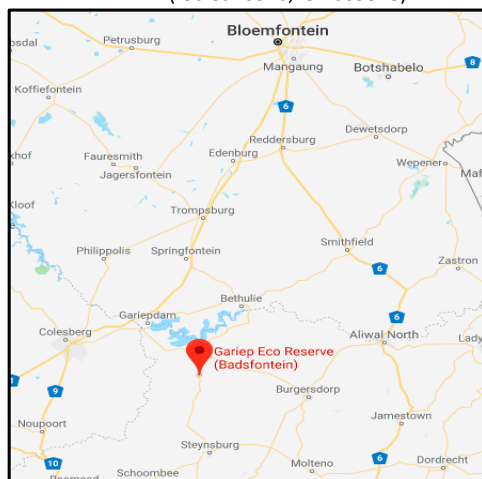 Bloemfontein
Petrusburg
Mangaung
Botshabelo
8
Koffiefontein
6
Dewetsdorp
Reddersburg
Edenburg
Wepener
Fauresmith
Jagersfontein
Kloof
Trompsburg
Smithfield
Philippolis
Springfontein
6
Zastron
Bethulie
Gariepdam
Colesberg
6
Aliwal North
Lady
Gariep Eco Reserve
(Badsfontein)
9
Burgersdorp
Noupoort
Jamestown
Steynsburg
10
6
Schoombee
Molteno
Dordrecht